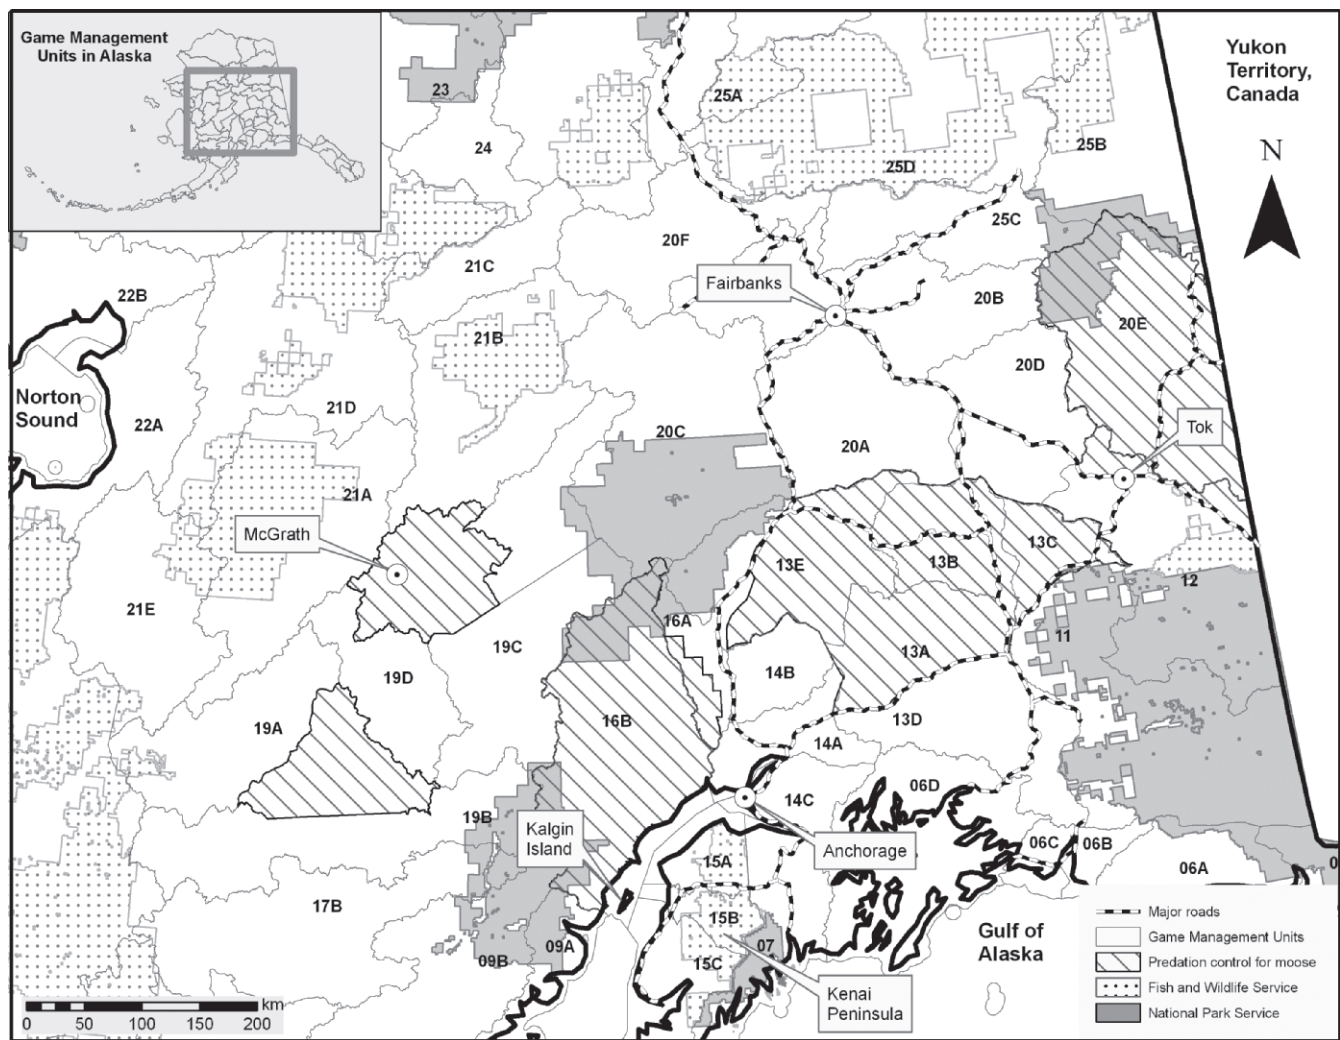 Game Management
Units in Alaska
Yukon
Territory,
Canada
N
23
24
25A
25B
25D
25C
20F
21C
22B
Fairbanks
20B
20E
21B
20D
Norton
Sound
21D
22A
20C
20A
Tok
21A
McGrath
13E
13B
13C
12
21E
16A
11
19C
13A
14B
19D
16B
19A
13D
14A
06D
14C
19B
Kalgin
Island
Anchorage
06C
06B
15A
06A
0
17B
15B
09A
07
09B
15C
Gulf of
Alaska
Kenai
Peninsula
km
0 50 100 150 200
Major roads
Game Management Units
Predation control for moose
Fish and Wildlife Service
National Park Service